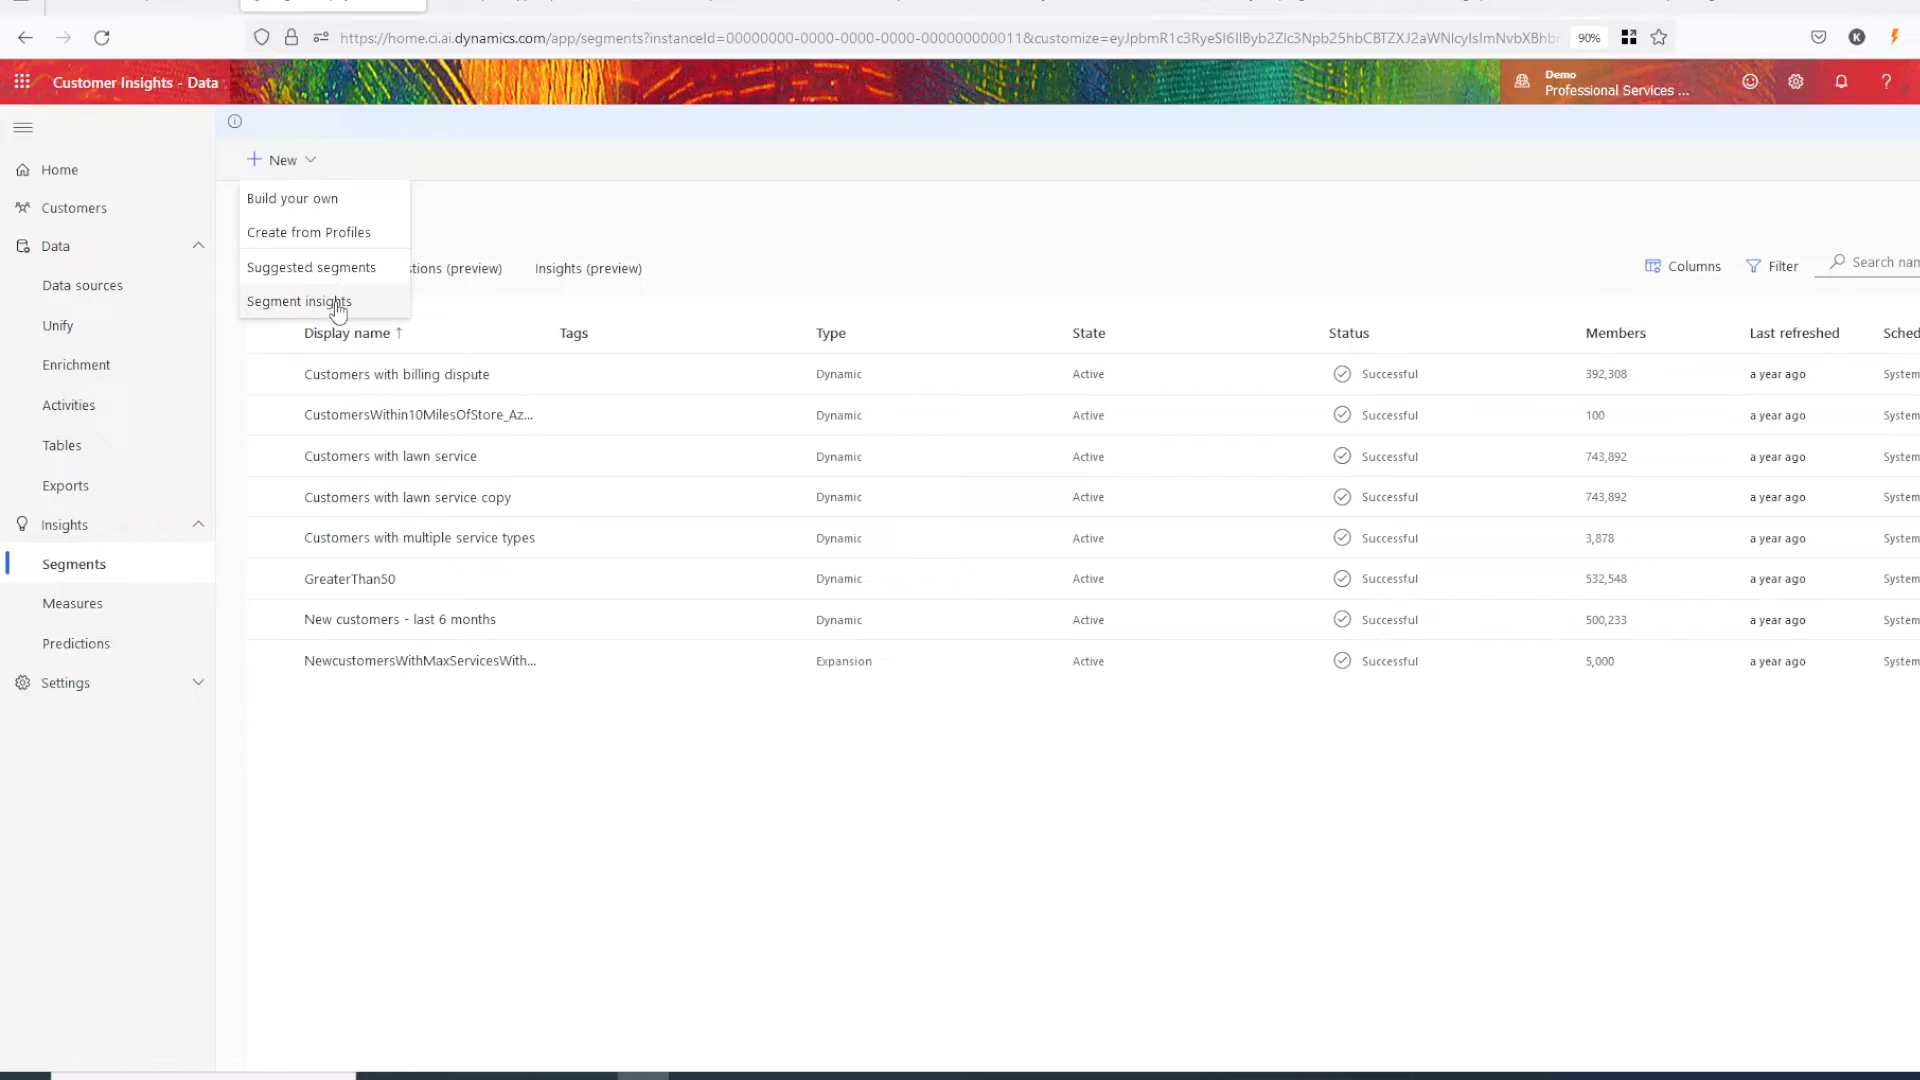 https://home.ci.ai.dynamics.com/app/segments?instanceId=00000000-0000-0000-0000-000000000011&customize=
90%
K
Customer Insights - Data
Demo
Professional Services ...
?
New
Home
Build your own
Customers
Create from Profiles
Data
Suggested segments
stions (preview)
Insights (preview)
Columns
Filter
Search nam
Data sources
Segment insights
Unify
Display name ↑
Tags
Type
State
Status
Members
Last refreshed
Sched
Enrichment
Customers with billing dispute
Dynamic
Active
Successful
392,308
a year ago
System
Activities
CustomersWithin10MilesOfStore_Az...
Dynamic
Active
Successful
100
a year ago
System
Tables
Customers with lawn service
Dynamic
Active
Successful
743,892
a year ago
System
Exports
Customers with lawn service copy
Dynamic
Active
Successful
743,892
a year ago
System
Insights
Customers with multiple service types
Dynamic
Active
Successful
3,878
a year ago
System
Segments
GreaterThan50
Dynamic
Active
Successful
532,548
a year ago
System
Measures
New customers - last 6 months
Dynamic
Active
Successful
500,233
a year ago
System
Predictions
NewcustomersWithMaxServicesWith...
Expansion
Active
Successful
5,000
a year ago
System
Settings